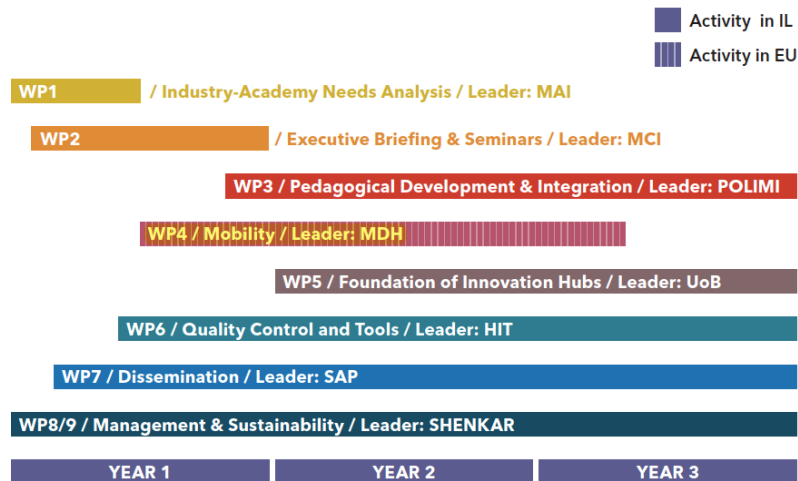 Activity in IL
Activity in EU
WP1 / Industry-Academy Needs Analysis / Leader: MAI
WP2 / Executive Briefing & Seminars / Leader: MCI
WP3 / Pedagogical Development & Integration / Leader: POLIMI
WP4 / Mobility / Leader: MDH
WP5 / Foundation of Innovation Hubs / Leader: UoB
WP6 / Quality Control and Tools / Leader: HIT
WP7 / Dissemination / Leader: SAP
WP8/9 / Management & Sustainability / Leader: SHENKAR
YEAR 1 YEAR 2 YEAR 3